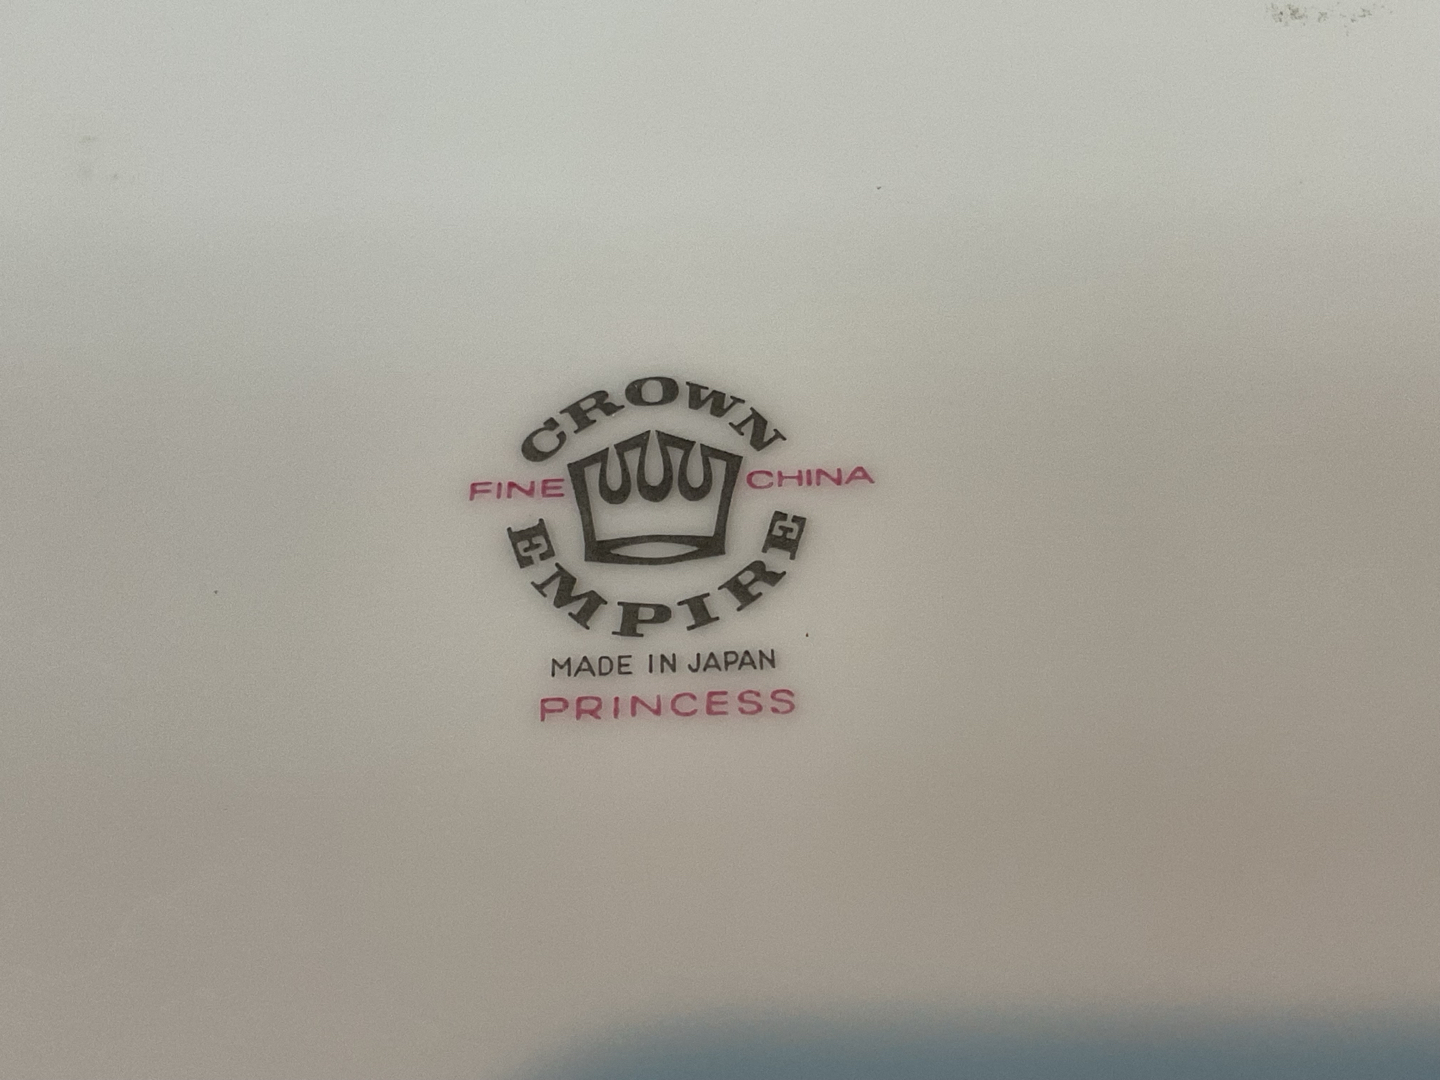 CROWN
FINE CHINA
EMPIRE
MADE IN JAPAN
PRINCESS